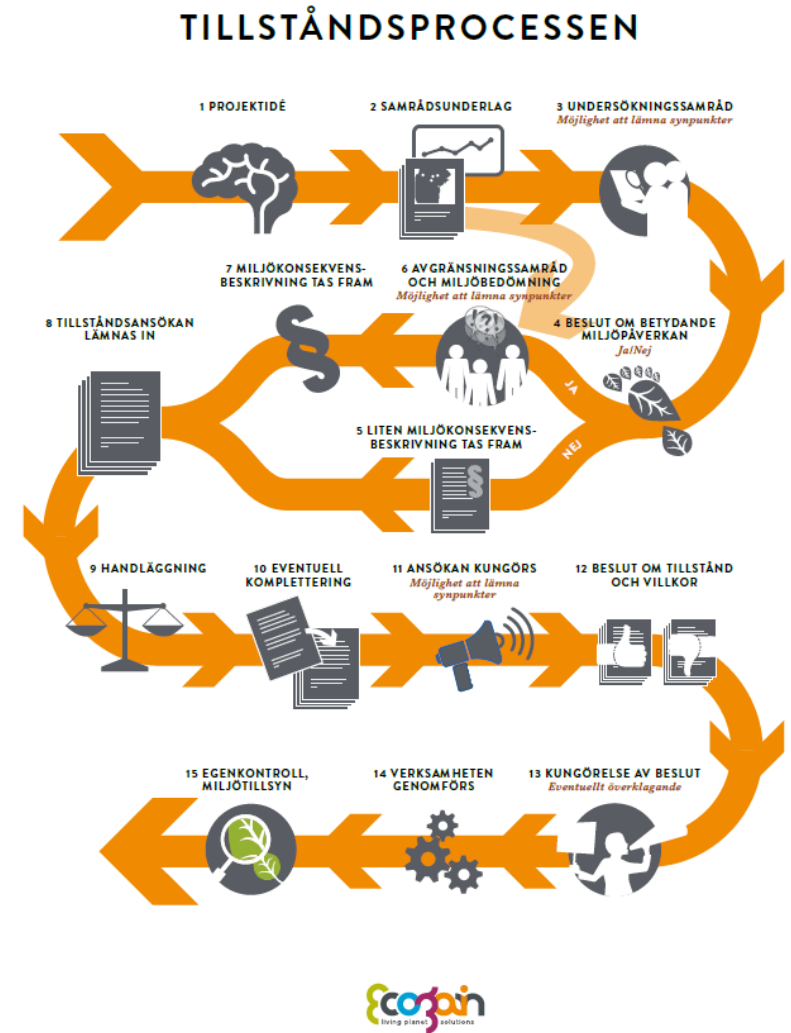 TILLSTÅNDSPROCESSEN
1 PROJEKTIDÉ
2 SAMRÅDSUNDERLAG
3 UNDERSÖKNINGSSAMRÅD
Möjlighet att lämna synpunkter
7 MILJÖKONSEKVENS-
BESKRIVNING TAS FRAM
6 AVGRÄNSNINGSSAMRÅD
OCH MILJÖBEDÖMNING
Möjlighet att lämna synpunkter
!?!
8 TILLSTÅNDSANSÖKAN
LÄMNAS IN
4 BESLUT OM BETYDANDE
MILJÖPÅVERKAN
Ja/Nej
JA
NEJ
5 LITEN MILJÖKONSEKVENS-
BESKRIVNING TAS FRAM
§
§
9 HANDLÄGGNING
10 EVENTUELL
KOMPLETTERING
11 ANSÖKAN KUNGÖRS
Möjlighet att lämna
synpunkter
12 BESLUT OM TILLSTÅND
OCH VILLKOR
15 EGENKONTROLL,
MILJÖTILLSYN
14 VERKSAMHETEN
GENOMFÖRS
13 KUNGÖRELSE AV BESLUT
Eventuellt överklagande
Ecogain
living planet solutions